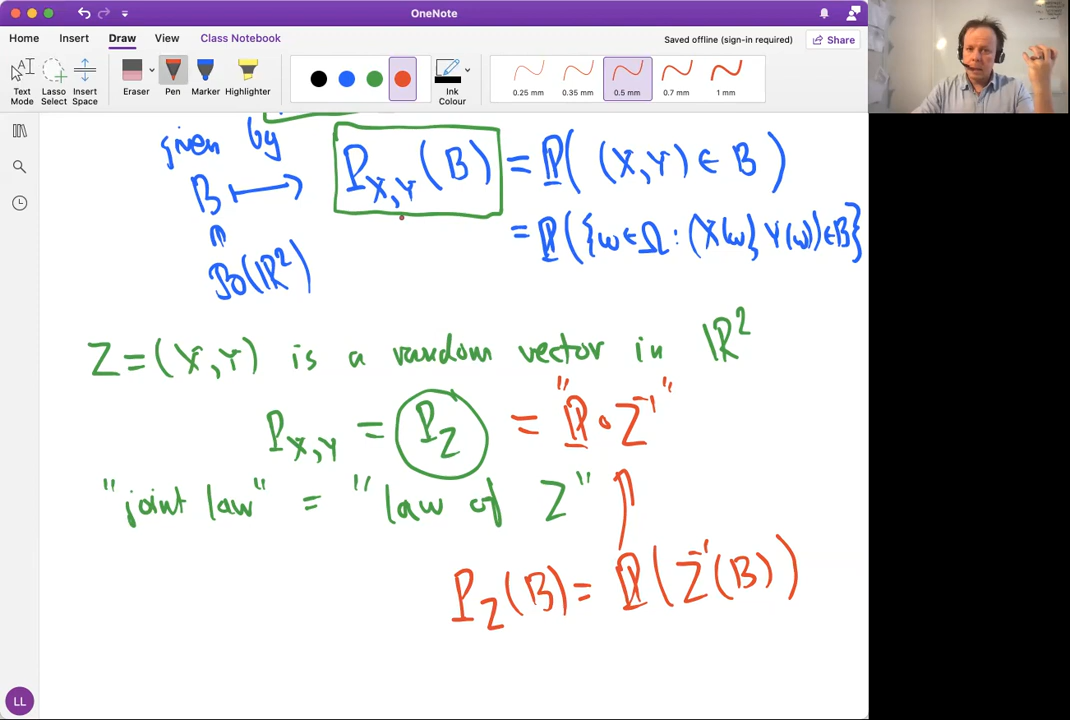 OneNote
Home Insert Draw View Class Notebook
Saved offline (sign-in required) Share
Text Mode Lasso Select Insert Space Eraser Pen Marker Highlighter Ink Colour 0.25 mm 0.35 mm 0.5 mm 0.7 mm 1 mm
given by
B ↦ P_{X,Y}(B) = ℙ( (X,Y) ∈ B )
= ℙ({ω ∈ Ω : (X(ω), Y(ω)) ∈ B}
Bo(ℝ²)
Z = (X,Y) is a random vector in ℝ²
P_{X,Y} = P_Z = "ℙ ∘ Z⁻¹"
"joint law" = "law of Z"
P_Z(B) = ℙ(Z⁻¹(B))
LL